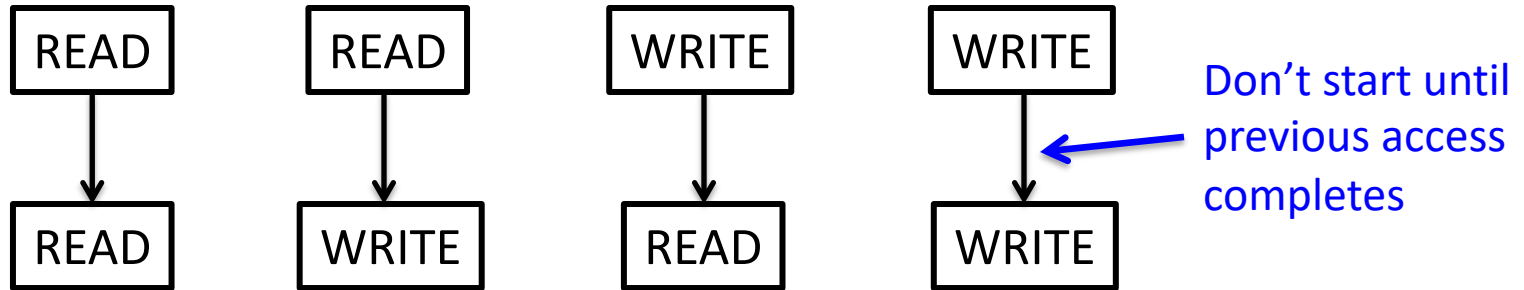 READ READ WRITE WRITE
Don’t start until
previous access
completes
READ WRITE READ WRITE